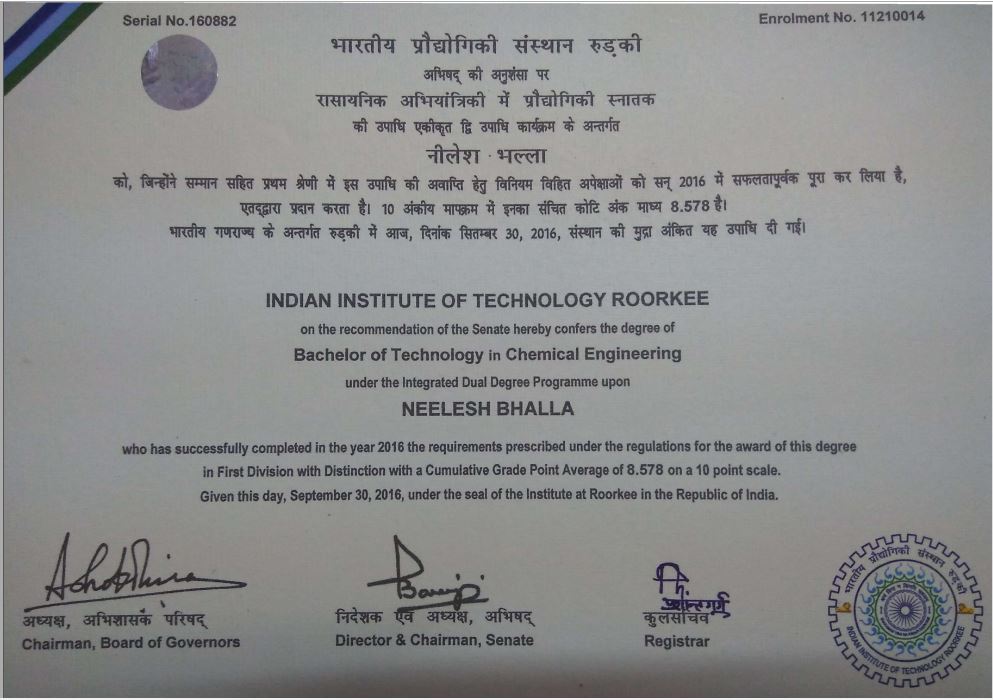 Serial No.160882
Enrolment No. 11210014
भारतीय प्रौद्योगिकी संस्थान रुड़की
अभिषद् की अनुशंसा पर
रासायनिक अभियांत्रिकी में प्रौद्योगिकी स्नातक
की उपाधि एकीकृत द्वि उपाधि कार्यक्रम के अन्तर्गत
नीलेश भल्ला
को, जिन्होंने सम्मान सहित प्रथम श्रेणी में इस उपाधि की अवाप्ति हेतु विनियम विहित अपेक्षाओं को सन् 2016 में सफलतापूर्वक पूरा कर लिया है,
एतद्द्वारा प्रदान करता है। 10 अंकीय मापक्रम में इनका संचित कोटि अंक माध्य 8.578 है।
भारतीय गणराज्य के अन्तर्गत रुड़की में आज, दिनांक सितम्बर 30, 2016, संस्थान की मुद्रा अंकित यह उपाधि दी गई।
INDIAN INSTITUTE OF TECHNOLOGY ROORKEE
on the recommendation of the Senate hereby confers the degree of
Bachelor of Technology in Chemical Engineering
under the Integrated Dual Degree Programme upon
NEELESH BHALLA
who has successfully completed in the year 2016 the requirements prescribed under the regulations for the award of this degree
in First Division with Distinction with a Cumulative Grade Point Average of 8.578 on a 10 point scale.
Given this day, September 30, 2016, under the seal of the Institute at Roorkee in the Republic of India.
अध्यक्ष, अभिशासक परिषद्
Chairman, Board of Governors
निदेशक एवं अध्यक्ष, अभिषद्
Director & Chairman, Senate
कुलसचिव
Registrar
भारतीय प्रौद्योगिकी संस्थान रुड़की
INDIAN INSTITUTE OF TECHNOLOGY ROORKEE